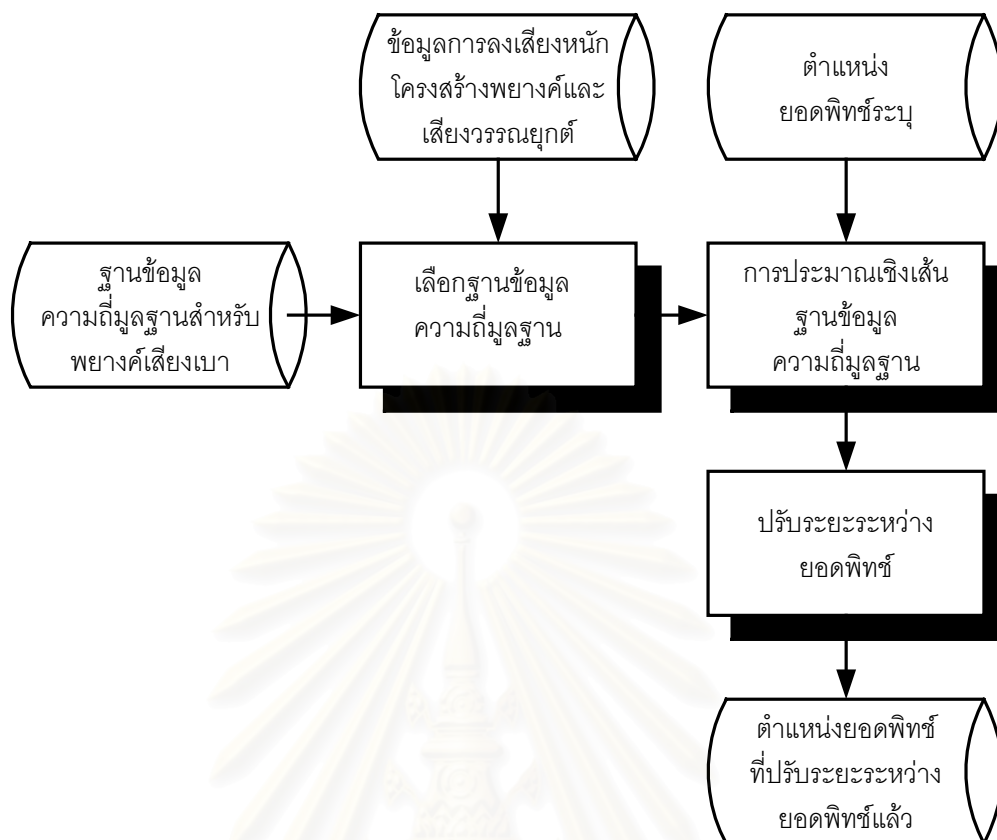 ข้อมูลการลงเสียงหนัก
โครงสร้างพยางค์และ
เสียงวรรณยุกต์
ตำแหน่ง
ยอดพิทช์ระบุ
ฐานข้อมูล
ความถี่มูลฐานสำหรับ
พยางค์เสียงเบา
เลือกฐานข้อมูล
ความถี่มูลฐาน
การประมาณเชิงเส้น
ฐานข้อมูล
ความถี่มูลฐาน
ปรับระยะระหว่าง
ยอดพิทช์
ตำแหน่งยอดพิทช์
ที่ปรับระยะระหว่าง
ยอดพิทช์แล้ว